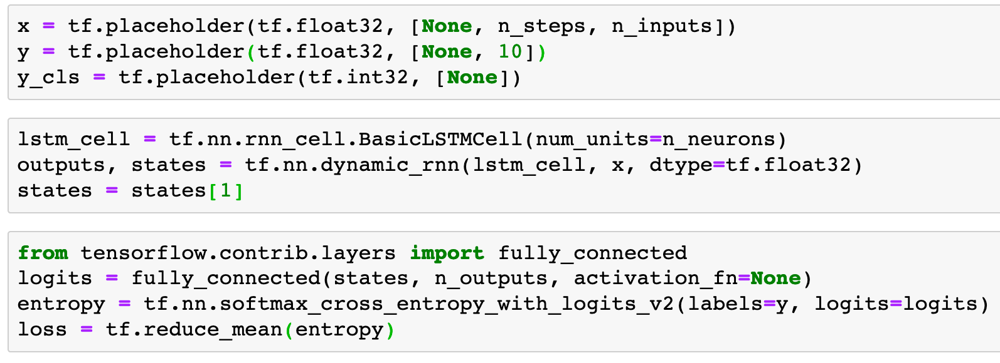 x = tf.placeholder(tf.float32, [None, n_steps, n_inputs])
y = tf.placeholder(tf.float32, [None, 10])
y_cls = tf.placeholder(tf.int32, [None])
lstm_cell = tf.nn.rnn_cell.BasicLSTMCell(num_units=n_neurons)
outputs, states = tf.nn.dynamic_rnn(lstm_cell, x, dtype=tf.float32)
states = states[1]
from tensorflow.contrib.layers import fully_connected
logits = fully_connected(states, n_outputs, activation_fn=None)
entropy = tf.nn.softmax_cross_entropy_with_logits_v2(labels=y, logits=logits)
loss = tf.reduce_mean(entropy)